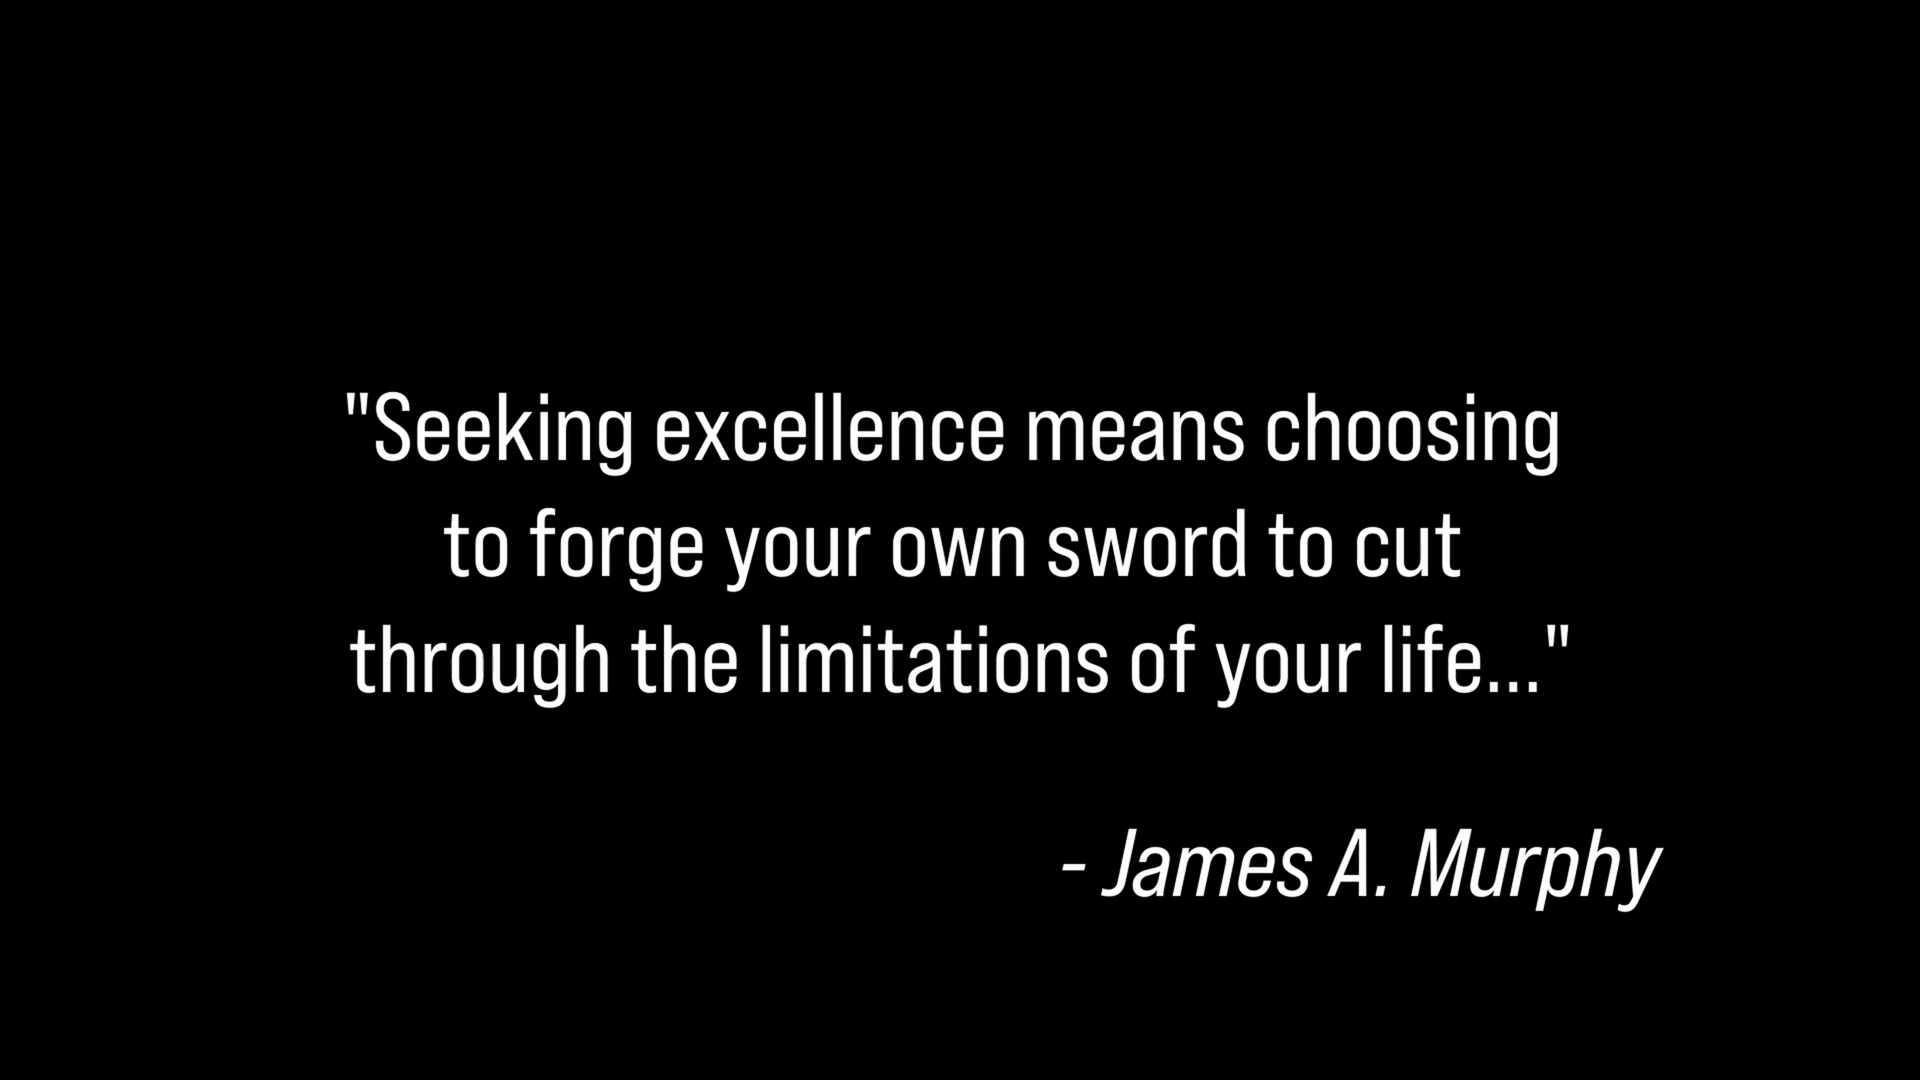 "Seeking excellence means choosing
to forge your own sword to cut
through the limitations of your life..."
- James A. Murphy